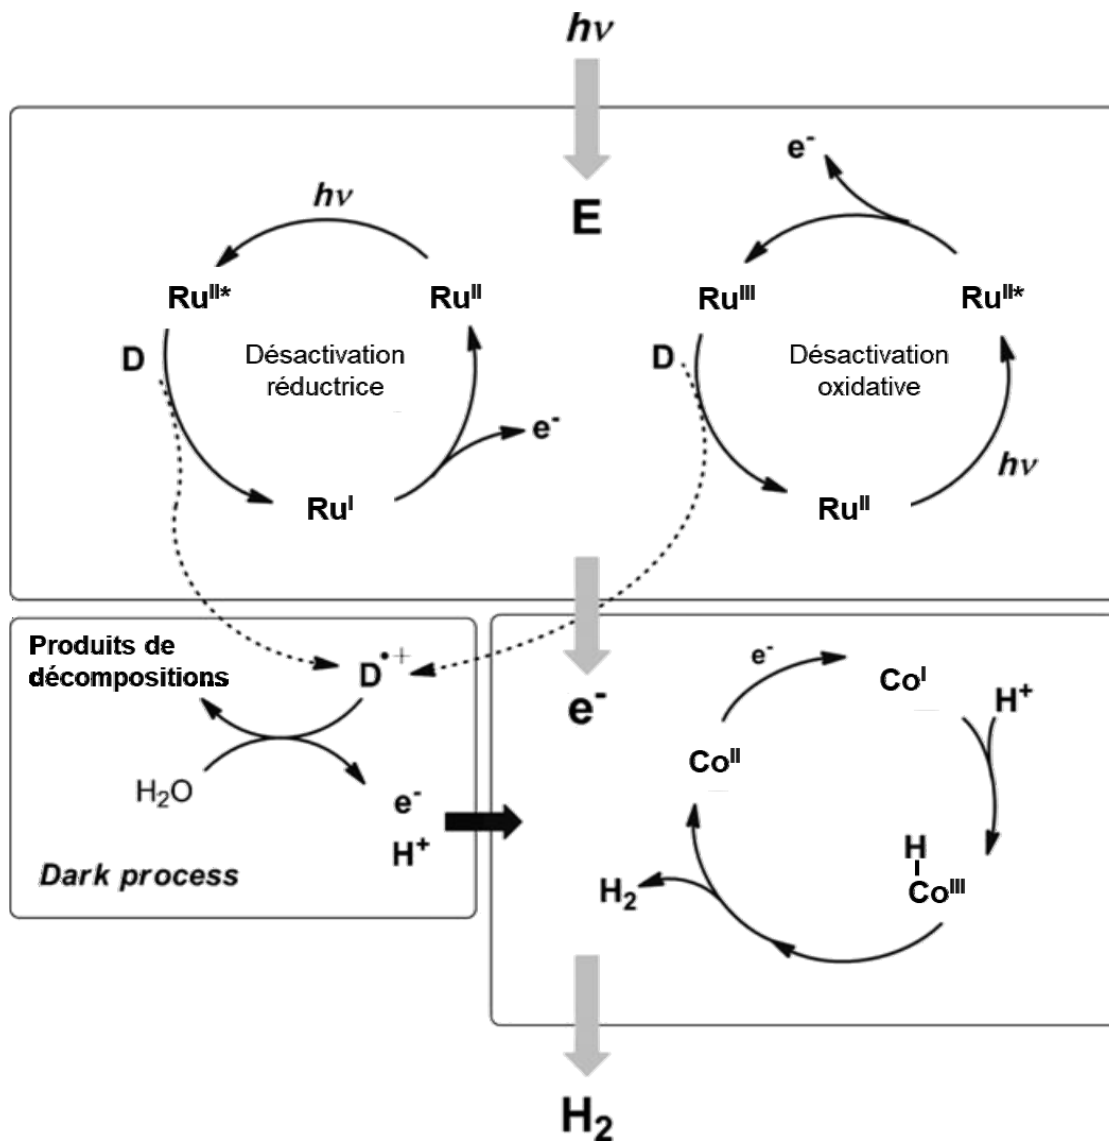 hν
E
hν
e⁻
Ruᴵᴵ*
Ruᴵᴵ
Ruᴵᴵᴵ
Ruᴵᴵ*
D
Désactivation
réductrice
D
Désactivation
oxidative
e⁻
hν
Ruᴵ
Ruᴵᴵ
Produits de
décompositions
D•+
H₂O
e⁻
H⁺
Dark process
e⁻
e⁻
Coᴵ
H⁺
Coᴵᴵ
H
Coᴵᴵᴵ
H₂
H₂